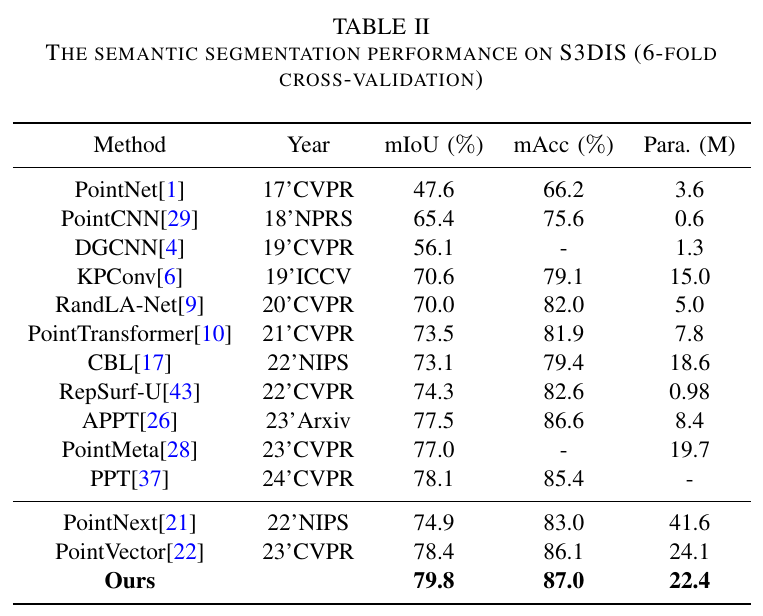 TABLE II
THE SEMANTIC SEGMENTATION PERFORMANCE ON S3DIS (6-FOLD
CROSS-VALIDATION)
Method Year mIoU (%) mAcc (%) Para. (M)
PointNet[1] 17'CVPR 47.6 66.2 3.6
PointCNN[29] 18'NPRS 65.4 75.6 0.6
DGCNN[4] 19'CVPR 56.1 - 1.3
KPConv[6] 19'ICCV 70.6 79.1 15.0
RandLA-Net[9] 20'CVPR 70.0 82.0 5.0
PointTransformer[10] 21'CVPR 73.5 81.9 7.8
CBL[17] 22'NIPS 73.1 79.4 18.6
RepSurf-U[43] 22'CVPR 74.3 82.6 0.98
APPT[26] 23'Arxiv 77.5 86.6 8.4
PointMeta[28] 23'CVPR 77.0 - 19.7
PPT[37] 24'CVPR 78.1 85.4 -
PointNext[21] 22'NIPS 74.9 83.0 41.6
PointVector[22] 23'CVPR 78.4 86.1 24.1
Ours 79.8 87.0 22.4